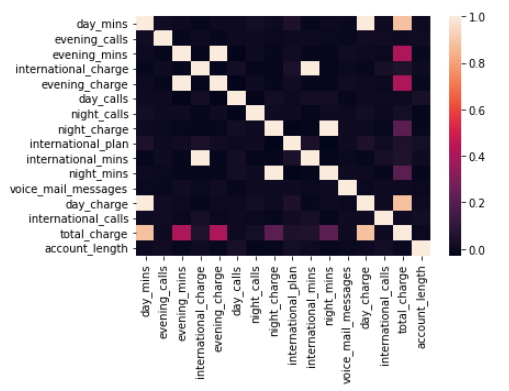 day_mins
evening_calls
evening_mins
international_charge
evening_charge
day_calls
night_calls
night_charge
international_plan
international_mins
night_mins
voice_mail_messages
day_charge
international_calls
total_charge
account_length
day_mins
evening_calls
evening_mins
international_charge
evening_charge
day_calls
night_calls
night_charge
international_plan
international_mins
night_mins
voice_mail_messages
day_charge
international_calls
total_charge
account_length
1.0
0.8
0.6
0.4
0.2
0.0